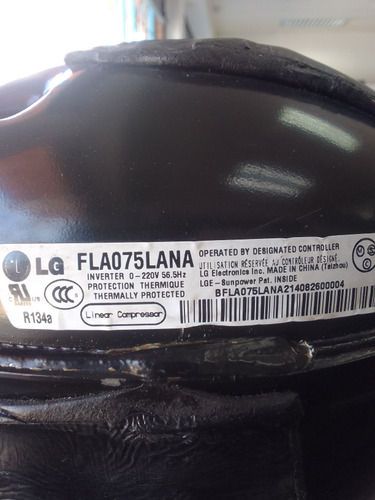 LG
FLA075LANA
INVERTER 0-220V 56.5Hz
PROTECTION THERMIQUE
THERMALLY PROTECTED
OPERATED BY DESIGNATED CONTROLLER
UTILISATION RÉSERVÉE AU CONTRÔLEUR DÉSIGNÉ.
LG Electronics Inc. MADE IN CHINA (Taizhou)
LGE-Sunpower Pat. INSIDE
BFLA075LANA214082600004
R134a
Linear Compressor